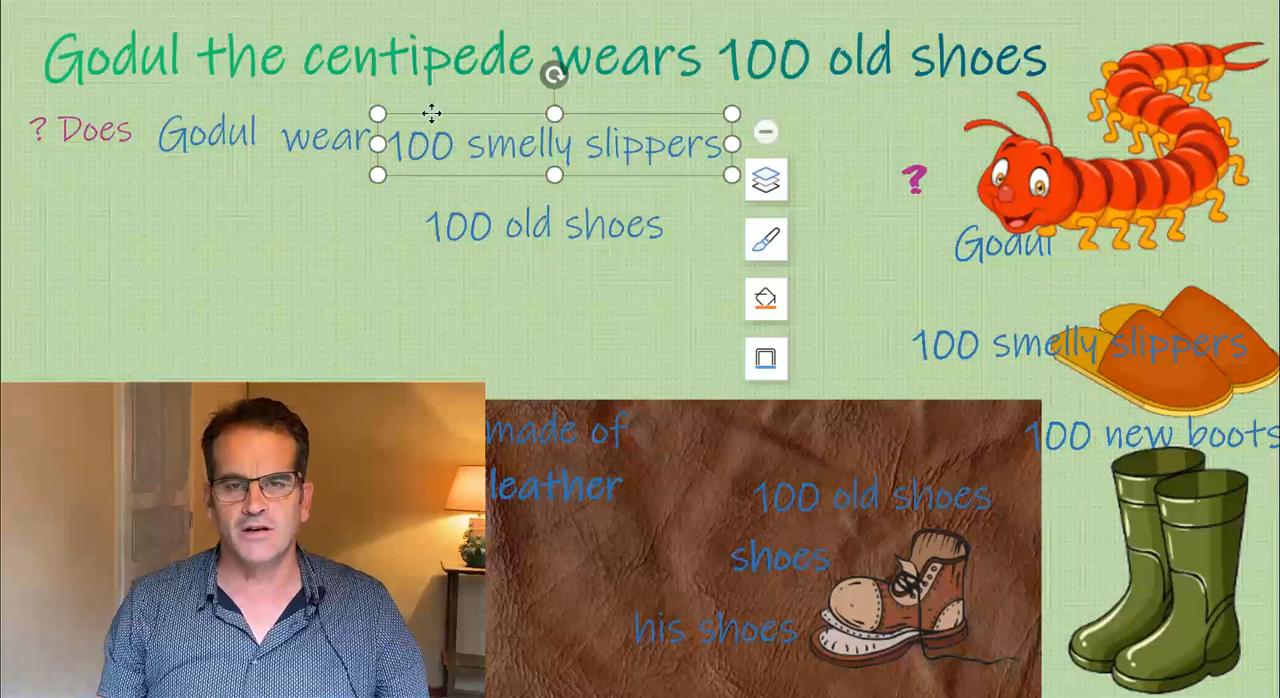 Godul the centipede wears 100 old shoes
? Does Godul wear 100 smelly slippers
?
100 old shoes
Godul
100 smelly slippers
100 new boots
made of
leather
100 old shoes
shoes
his shoes